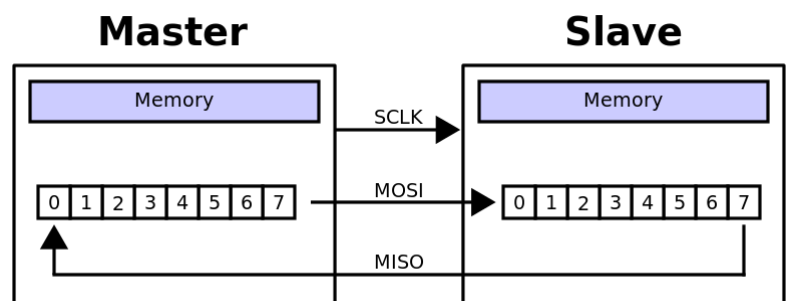 Master Slave
Memory Memory
SCLK
MOSI
0 1 2 3 4 5 6 7 0 1 2 3 4 5 6 7
MISO